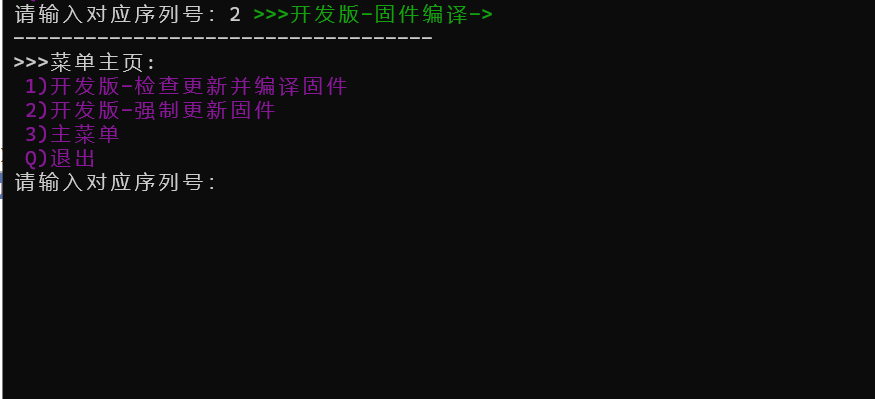 请输入对应序列号: 2 >>>开发版-固件编译->
-----------------------------------
>>>菜单主页:
1)开发版-检查更新并编译固件
2)开发版-强制更新固件
3)主菜单
Q)退出
请输入对应序列号: